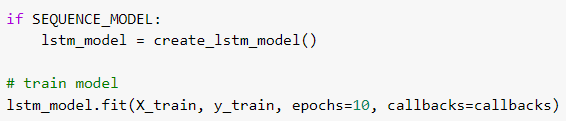 if SEQUENCE_MODEL:
    lstm_model = create_lstm_model()
# train model
lstm_model.fit(X_train, y_train, epochs=10, callbacks=callbacks)